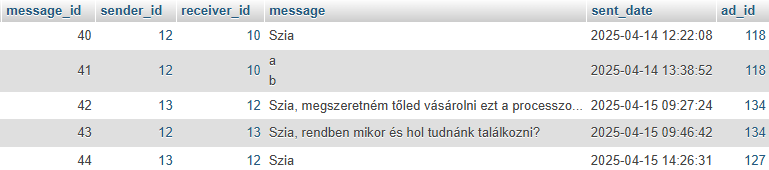 message_id sender_id receiver_id message sent_date ad_id
40 12 10 Szia 2025-04-14 12:22:08 118
41 12 10 a 2025-04-14 13:38:52 118
b
42 13 12 Szia, megszeretném tőled vásárolni ezt a processzo... 2025-04-15 09:27:24 134
43 12 13 Szia, rendben mikor és hol tudnánk találkozni? 2025-04-15 09:46:42 134
44 13 12 Szia 2025-04-15 14:26:31 127